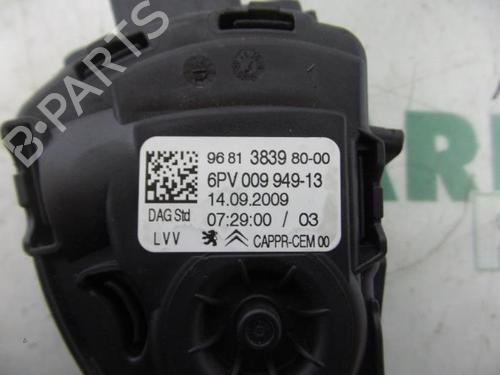 96 81 3839 80-00
6PV 009 949-13
14.09.2009
DAG Std 07:29:00 / 03
LVV CAPPR-CEM 00
B-PARTS